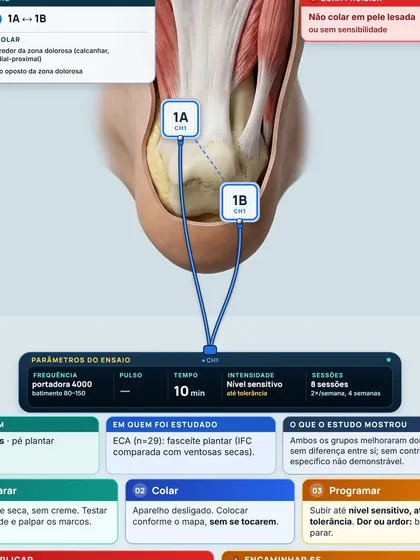 1A ↔ 1B
Não colar em pele lesada
ou sem sensibilidade
OLAR
redor da zona dolorosa (calcanhar,
dial-proximal)
o oposto da zona dolorosa
1A
CH1
1B
CH1
CH1
PARÂMETROS DO ENSAIO
FREQUÊNCIA
portadora 4000
batimento 80–150
PULSO
—
TEMPO
10 min
INTENSIDADE
Nível sensitivo
até tolerância
SESSÕES
8 sessões
2×/semana, 4 semanas
M
s · pé plantar
EM QUEM FOI ESTUDADO
ECA (n=29): fasceíte plantar (IFC
comparada com ventosas secas).
O QUE O ESTUDO MOSTROU
Ambos os grupos melhoraram do
sem diferença entre si; sem contr
específico não demonstrável.
arar
e seca, sem creme. Testar
de e palpar os marcos.
02 Colar
Aparelho desligado. Colocar
conforme o mapa, sem se tocarem.
03 Programar
Subir até nível sensitivo, at
tolerância. Dor ou ardor: b
parar.
PLICAR
ENCAMINHAR SE